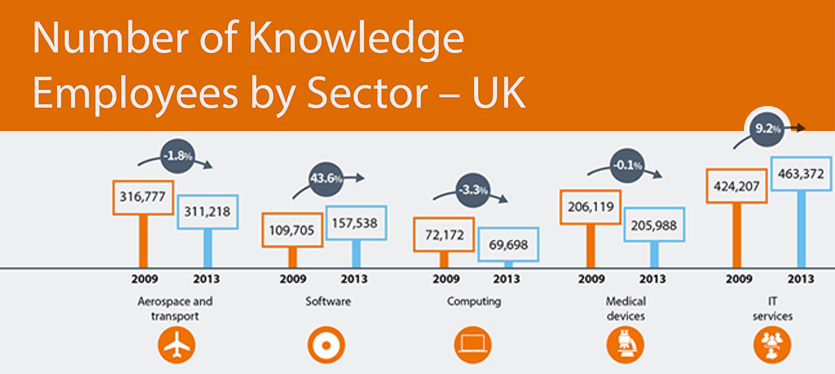 Number of Knowledge
Employees by Sector – UK
-1.8%
316,777
311,218
2009
2013
Aerospace and
transport
43.6%
109,705
157,538
2009
2013
Software
-3.3%
72,172
69,698
2009
2013
Computing
-0.1%
206,119
205,988
2009
2013
Medical
devices
9.2%
424,207
463,372
2009
2013
IT
services